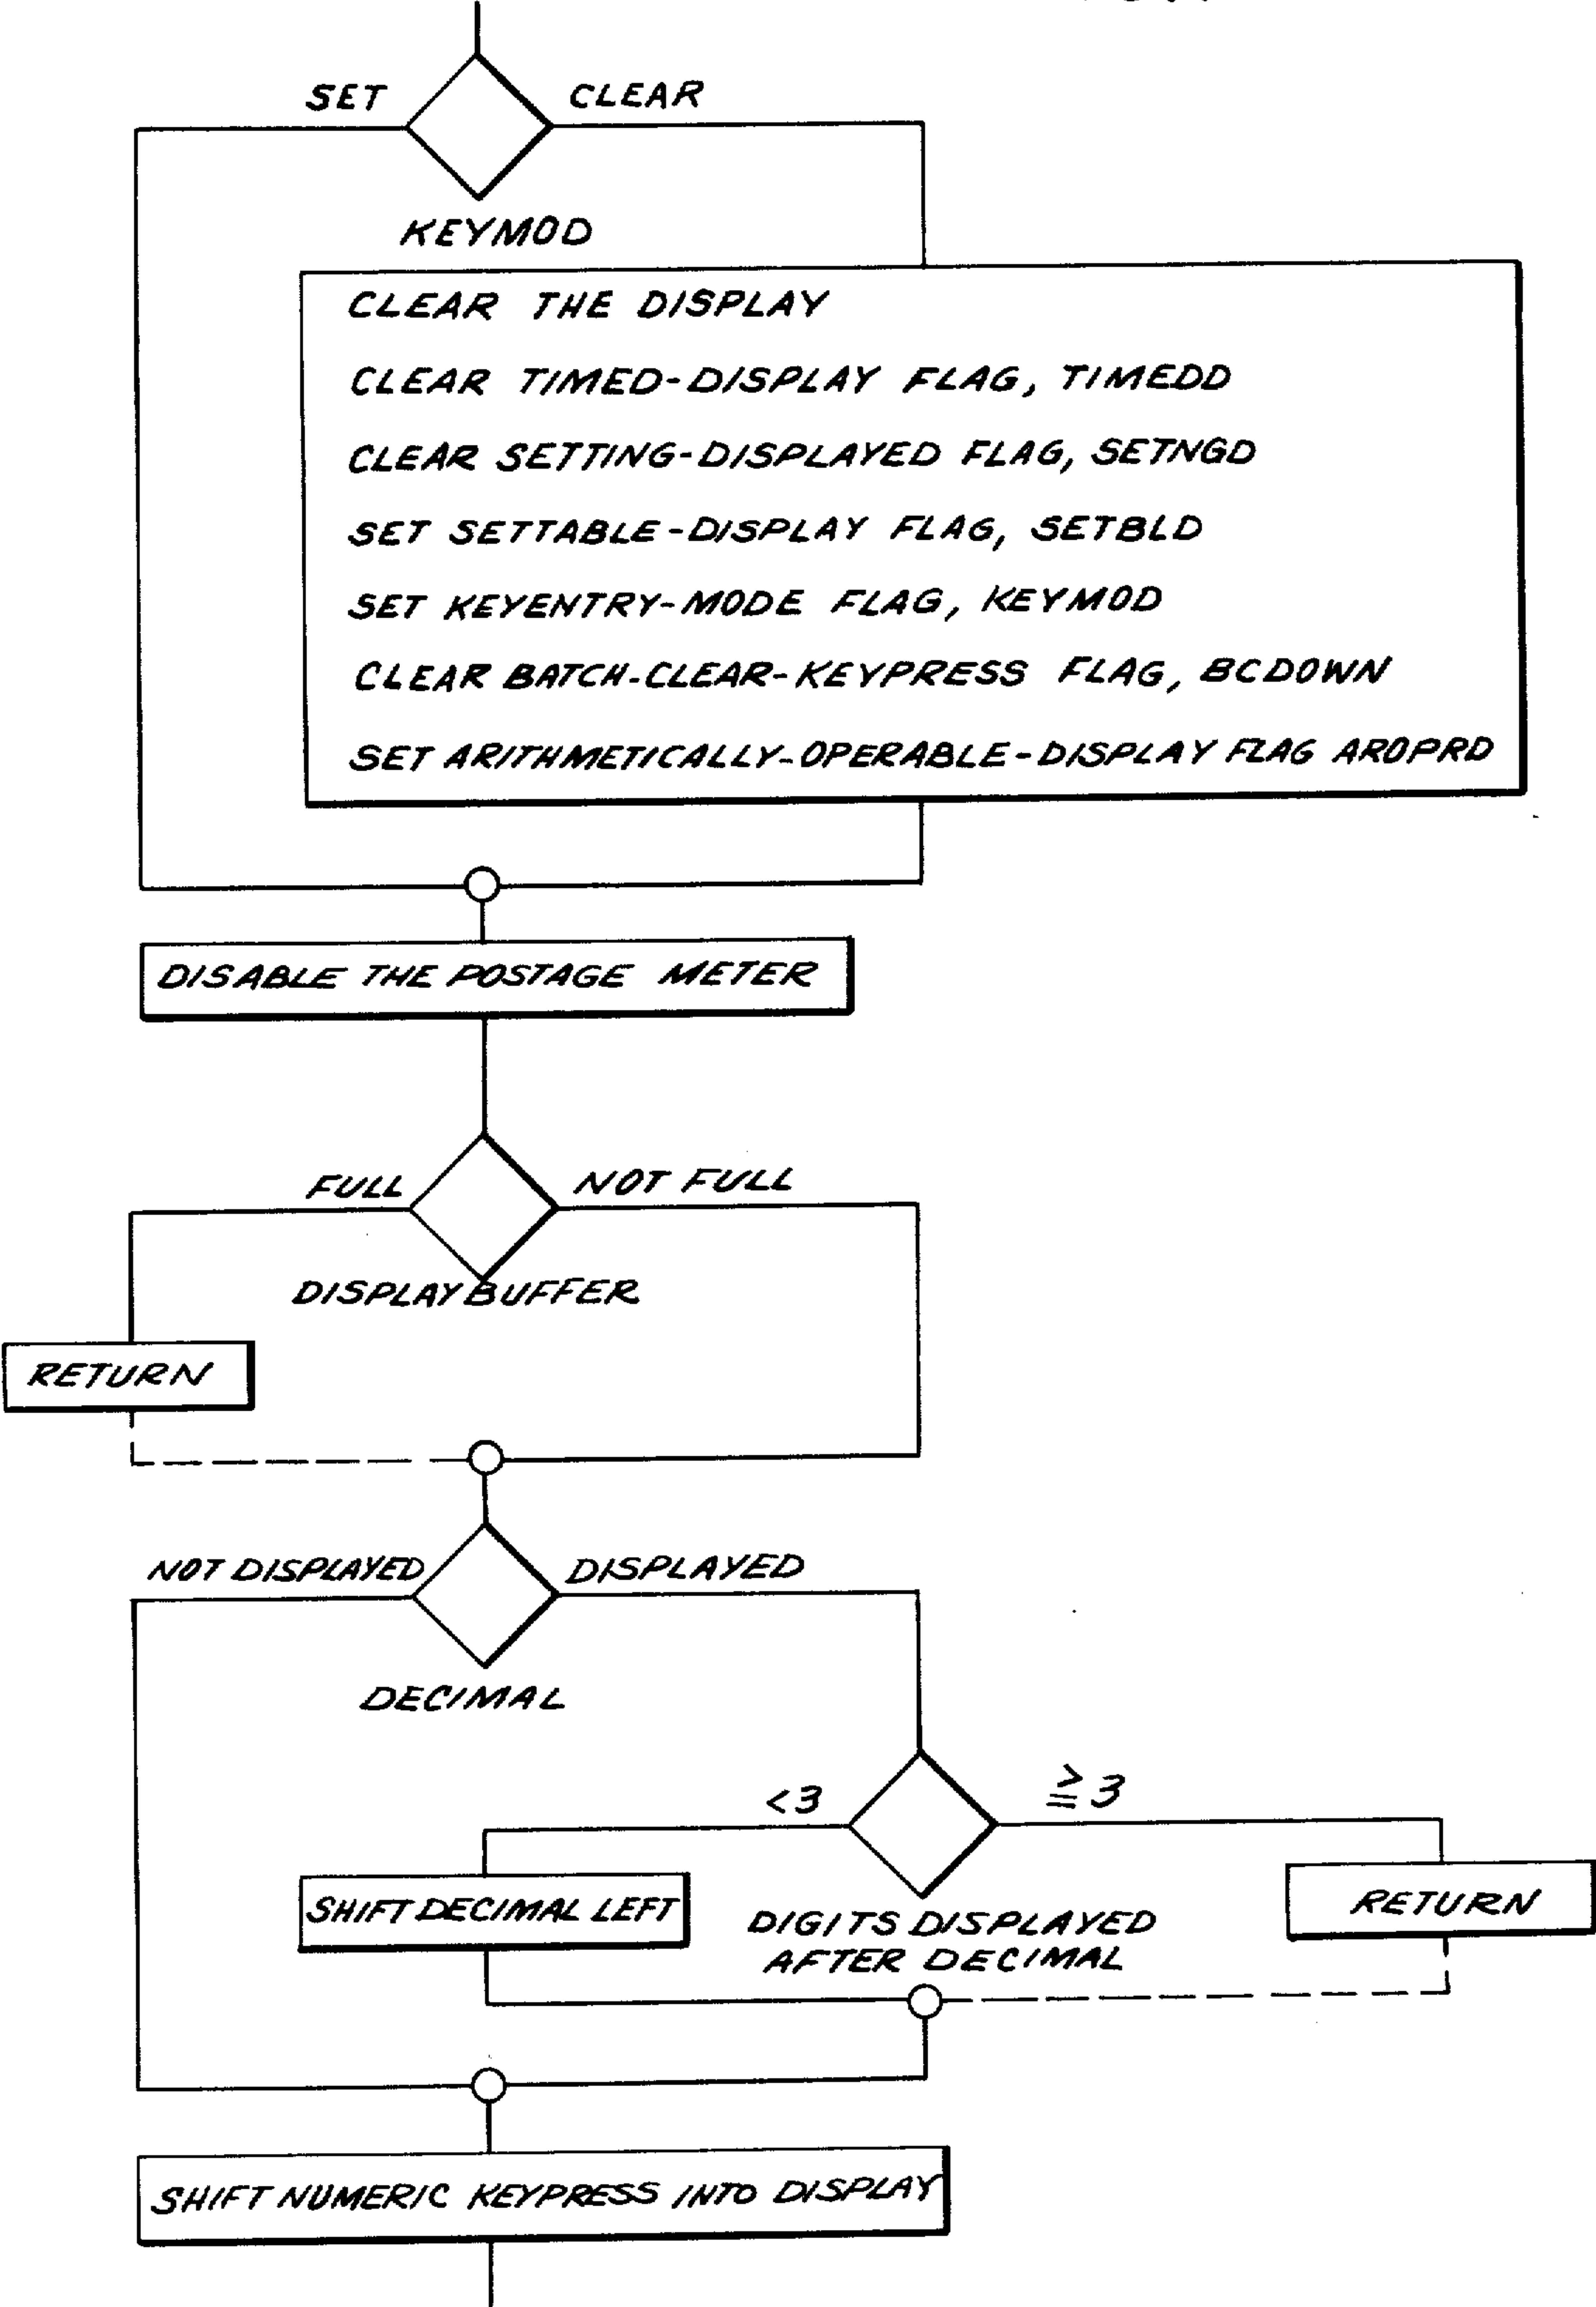 SET
CLEAR
KEYMOD
CLEAR THE DISPLAY
CLEAR TIMED-DISPLAY FLAG, TIMEDD
CLEAR SETTING-DISPLAYED FLAG, SETNGD
SET SETTABLE-DISPLAY FLAG, SETBLD
SET KEYENTRY-MODE FLAG, KEYMOD
CLEAR BATCH-CLEAR-KEYPRESS FLAG, BCDOWN
SET ARITHMETICALLY-OPERABLE-DISPLAY FLAG AROPRD
DISABLE THE POSTAGE METER
FULL
NOT FULL
DISPLAY BUFFER
RETURN
NOT DISPLAYED
DISPLAYED
DECIMAL
<3
≧3
SHIFT DECIMAL LEFT
DIGITS DISPLAYED
AFTER DECIMAL
RETURN
SHIFT NUMERIC KEYPRESS INTO DISPLAY